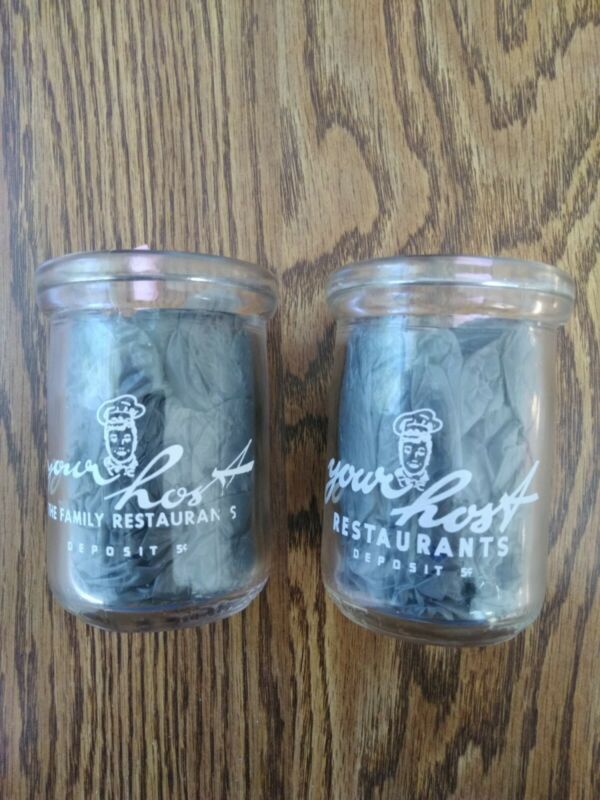 your host
THE FAMILY RESTAURANTS
DEPOSIT 5¢
your host
RESTAURANTS
DEPOSIT 5¢